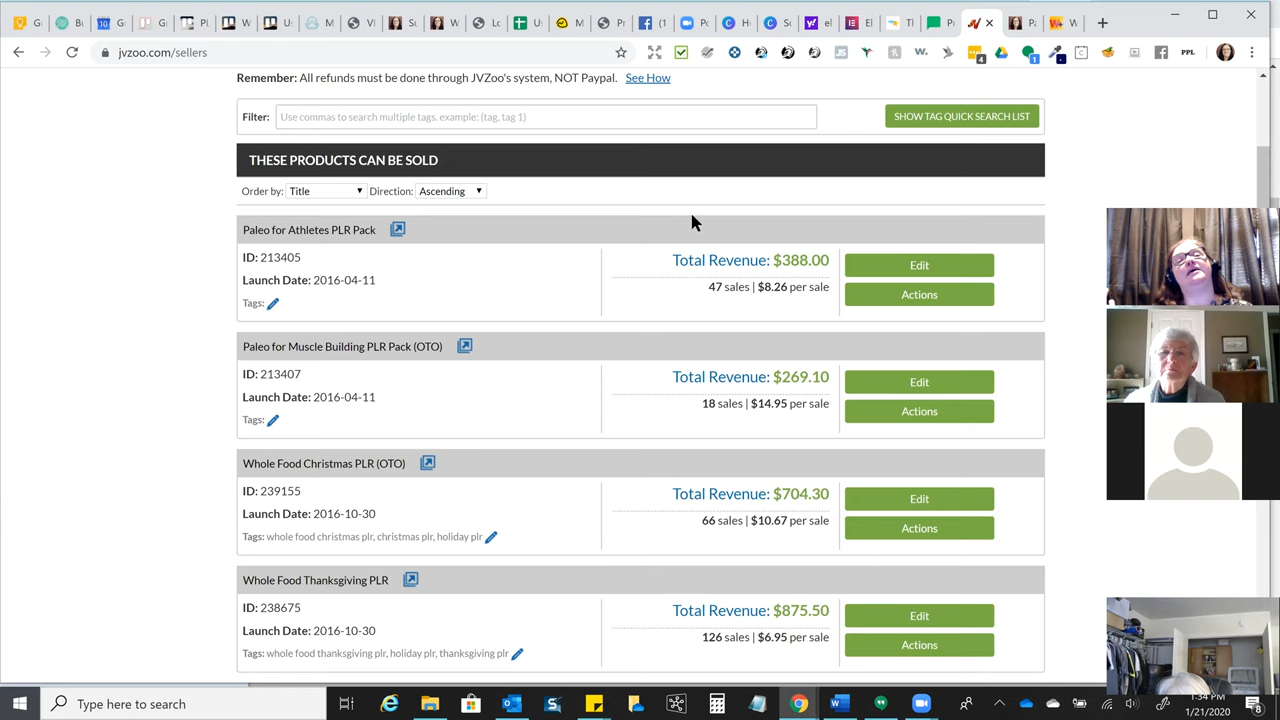 jvzoo.com/sellers
PPL
Remember: All refunds must be done through JVZoo's system, NOT Paypal. See How
Filter: Use commas to search multiple tags. example: (tag, tag 1)
SHOW TAG QUICK SEARCH LIST
THESE PRODUCTS CAN BE SOLD
Order by: Title Direction: Ascending
Paleo for Athletes PLR Pack
ID: 213405
Launch Date: 2016-04-11
Tags:
Total Revenue: $388.00
47 sales | $8.26 per sale
Edit
Actions
Paleo for Muscle Building PLR Pack (OTO)
ID: 213407
Launch Date: 2016-04-11
Tags:
Total Revenue: $269.10
18 sales | $14.95 per sale
Edit
Actions
Whole Food Christmas PLR (OTO)
ID: 239155
Launch Date: 2016-10-30
Tags: whole food christmas plr, christmas plr, holiday plr
Total Revenue: $704.30
66 sales | $10.67 per sale
Edit
Actions
Whole Food Thanksgiving PLR
ID: 238675
Launch Date: 2016-10-30
Tags: whole food thanksgiving plr, holiday plr, thanksgiving plr
Total Revenue: $875.50
126 sales | $6.95 per sale
Edit
Actions
Type here to search
1:34 PM
1/21/2020